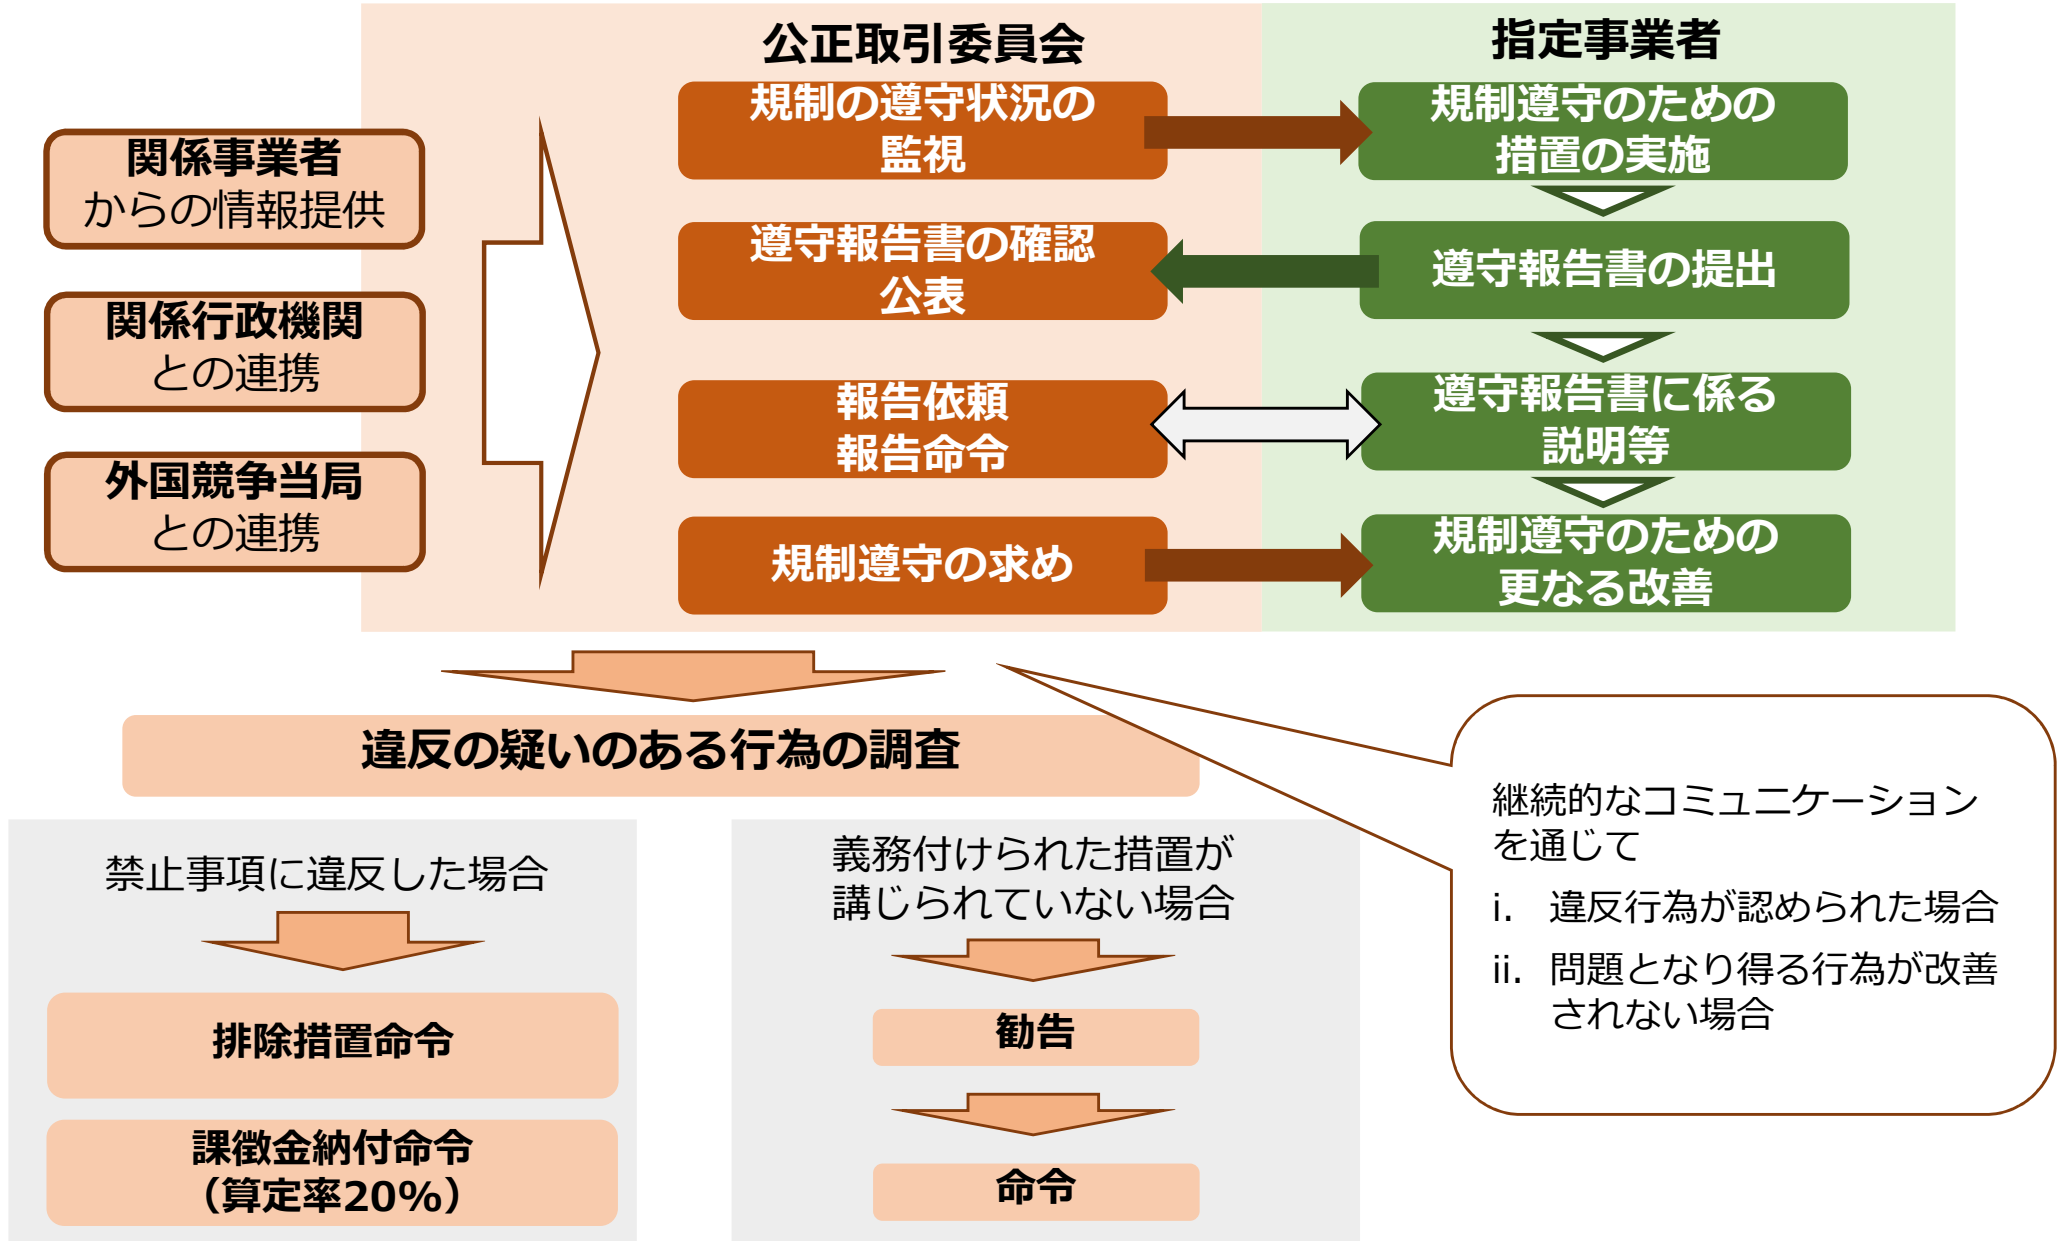 公正取引委員会
指定事業者
関係事業者
からの情報提供
関係行政機関
との連携
外国競争当局
との連携
規制の遵守状況の
監視
規制遵守のための
措置の実施
遵守報告書の確認
公表
遵守報告書の提出
報告依頼
報告命令
遵守報告書に係る
説明等
規制遵守の求め
規制遵守のための
更なる改善
違反の疑いのある行為の調査
継続的なコミュニケーション
を通じて
i. 違反行為が認められた場合
ii. 問題となり得る行為が改善
されない場合
禁止事項に違反した場合
排除措置命令
課徴金納付命令
（算定率20%）
義務付けられた措置が
講じられていない場合
勧告
命令